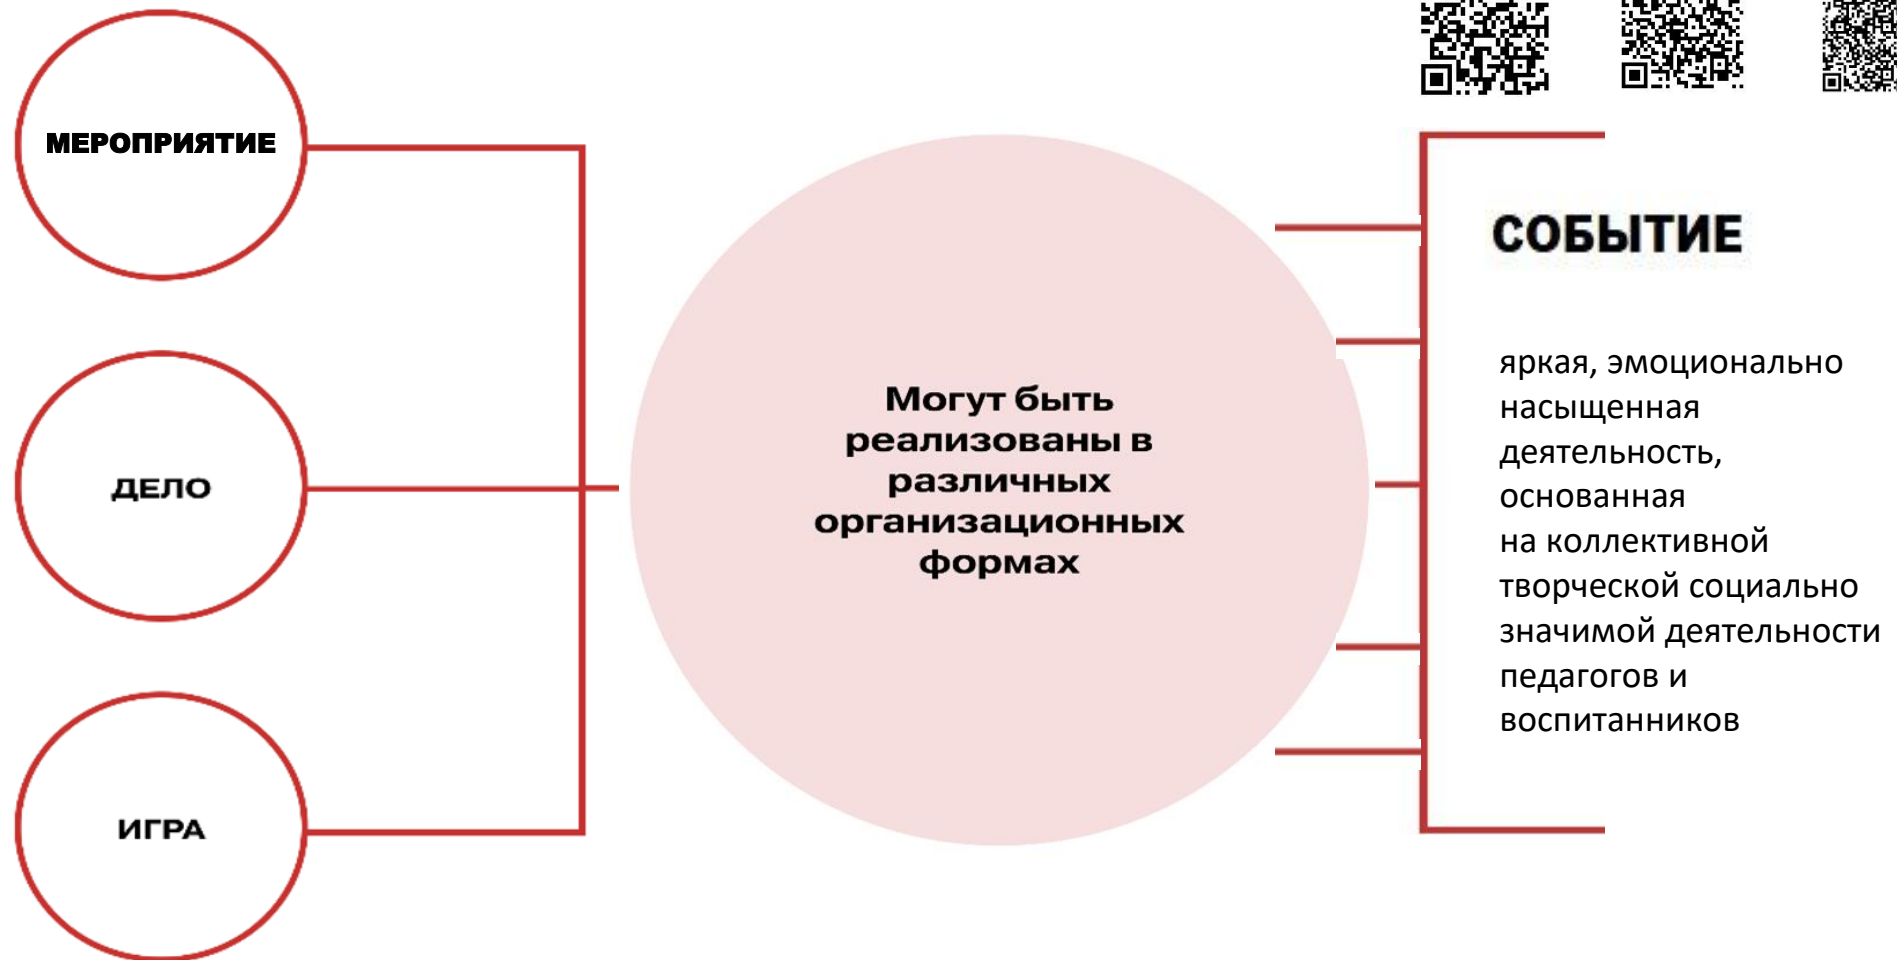 МЕРОПРИЯТИЕ
ДЕЛО
ИГРА
Могут быть
реализованы в
различных
организационных
формах
СОБЫТИЕ
яркая, эмоционально
насыщенная
деятельность,
основанная
на коллективной
творческой социально
значимой деятельности
педагогов и
воспитанников